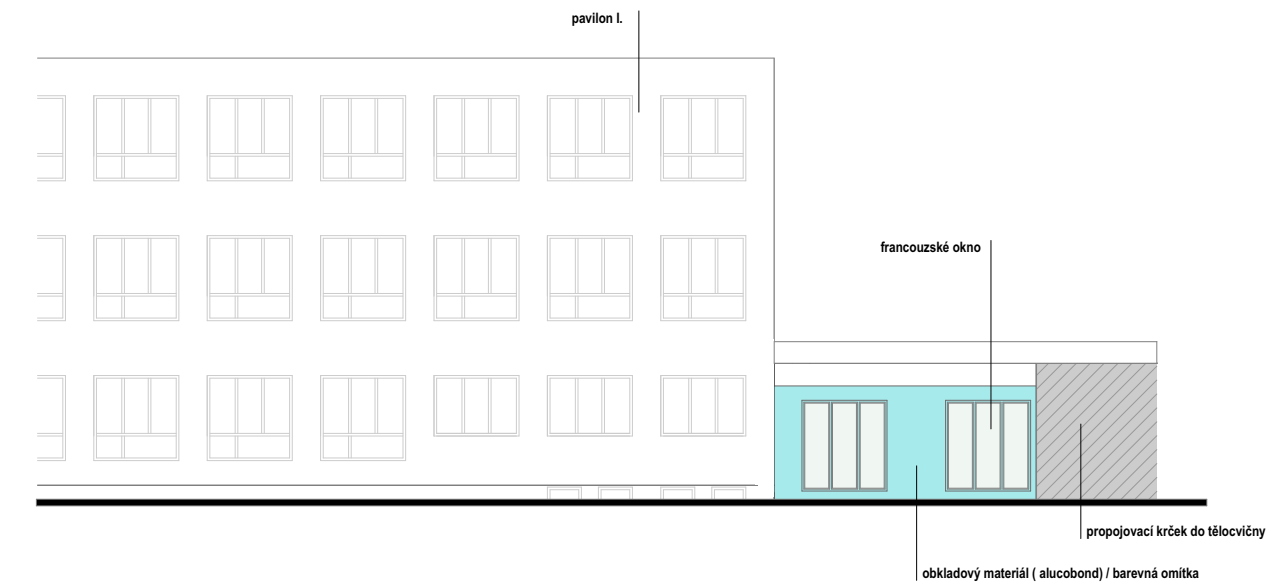 pavilon I.
francouzské okno
propojovací krček do tělocvičny
obkladový materiál ( alucobond) / barevná omítka